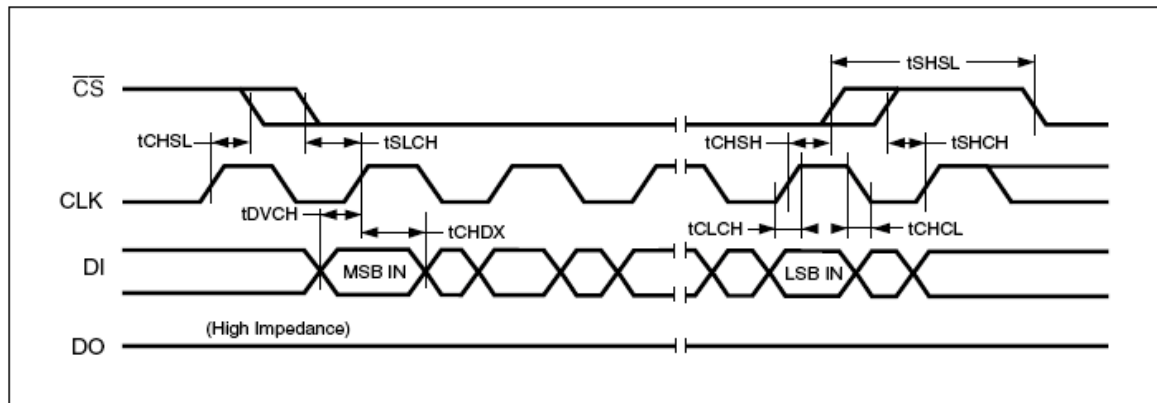 tSHSL
CS
tCHSL
tSLCH
tCHSH
tSHCH
CLK
tDVCH
tCHDX
tCLCH
tCHCL
DI
MSB IN
LSB IN
(High Impedance)
DO